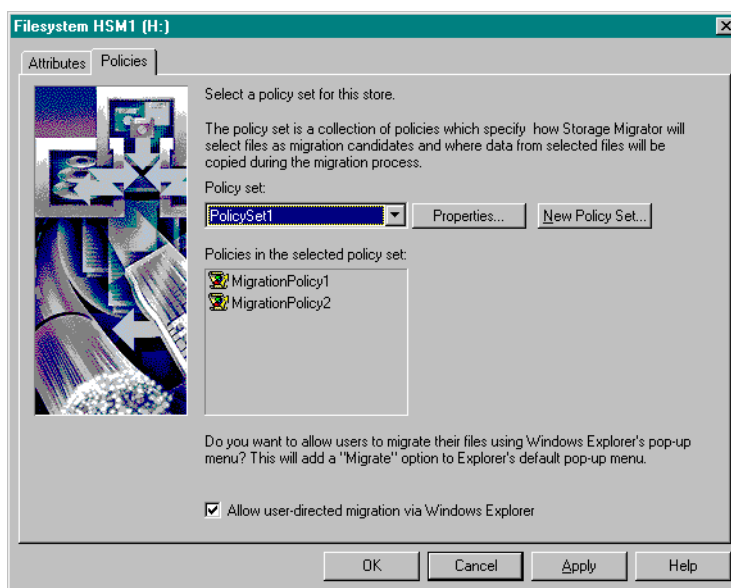 Filesystem HSM1 (H:)
Attributes
Policies
Select a policy set for this store.
The policy set is a collection of policies which specify how Storage Migrator will
select files as migration candidates and where data from selected files will be
copied during the migration process.
Policy set:
PolicySet1
Properties...
New Policy Set...
Policies in the selected policy set:
MigrationPolicy1
MigrationPolicy2
Do you want to allow users to migrate their files using Windows Explorer's pop-up
menu? This will add a "Migrate" option to Explorer's default pop-up menu.
Allow user-directed migration via Windows Explorer
OK
Cancel
Apply
Help